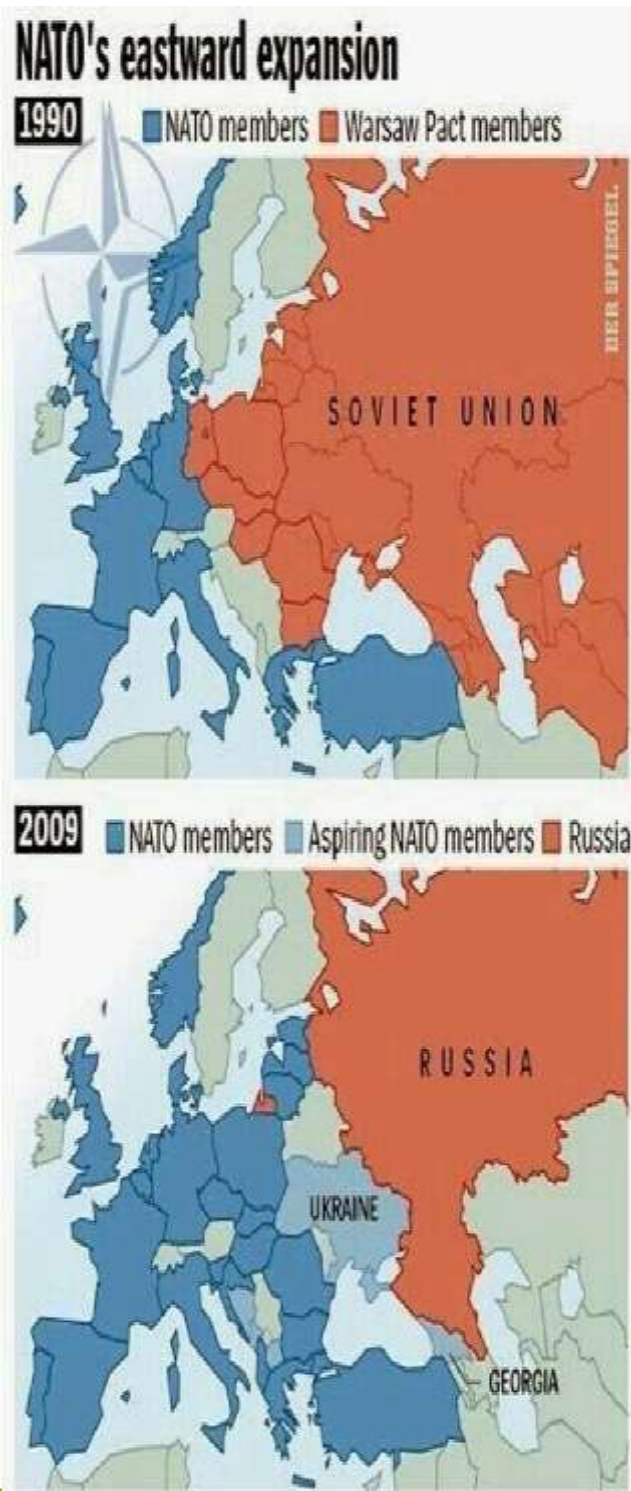 NATO's eastward expansion
1990 NATO members Warsaw Pact members
DER SPIEGEL
SOVIET UNION
2009 NATO members Aspiring NATO members Russia
RUSSIA
UKRAINE
GEORGIA